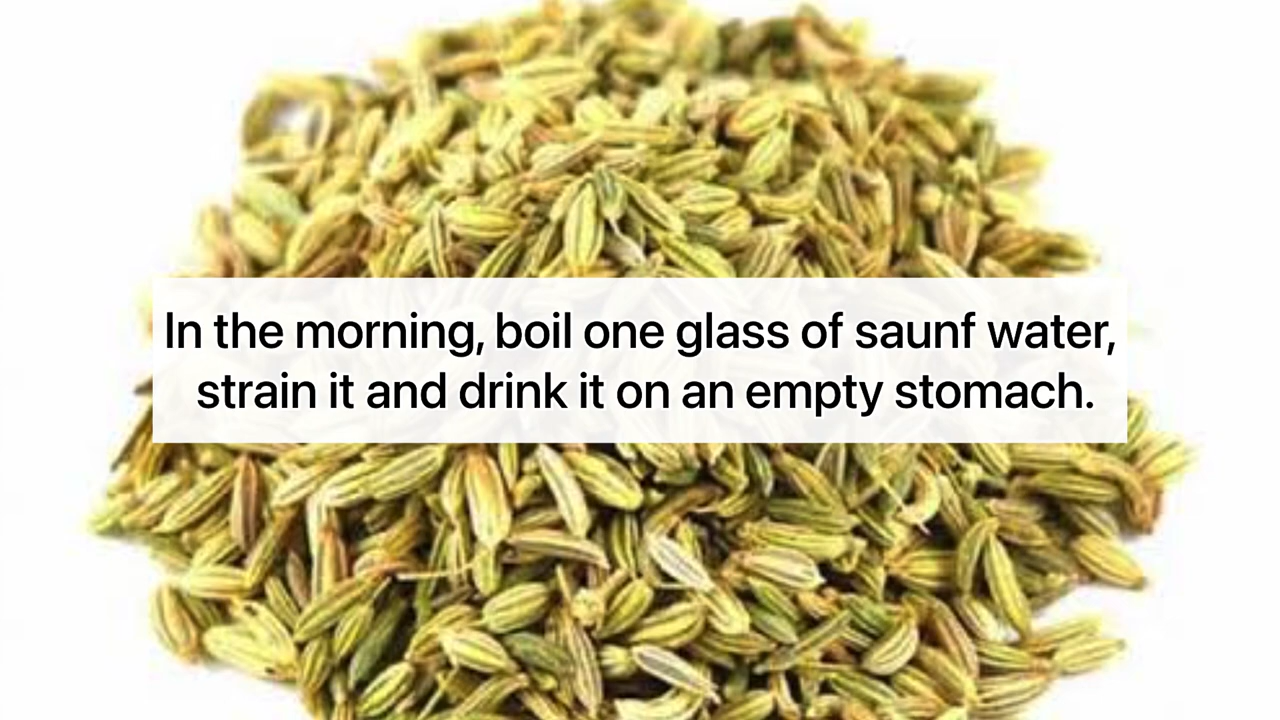 In the morning, boil one glass of saunf water,
strain it and drink it on an empty stomach.